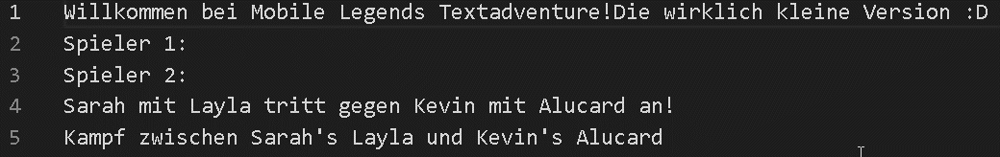 1 Willkommen bei Mobile Legends Textadventure!Die wirklich kleine Version :D
2 Spieler 1:
3 Spieler 2:
4 Sarah mit Layla tritt gegen Kevin mit Alucard an!
5 Kampf zwischen Sarah's Layla und Kevin's Alucard